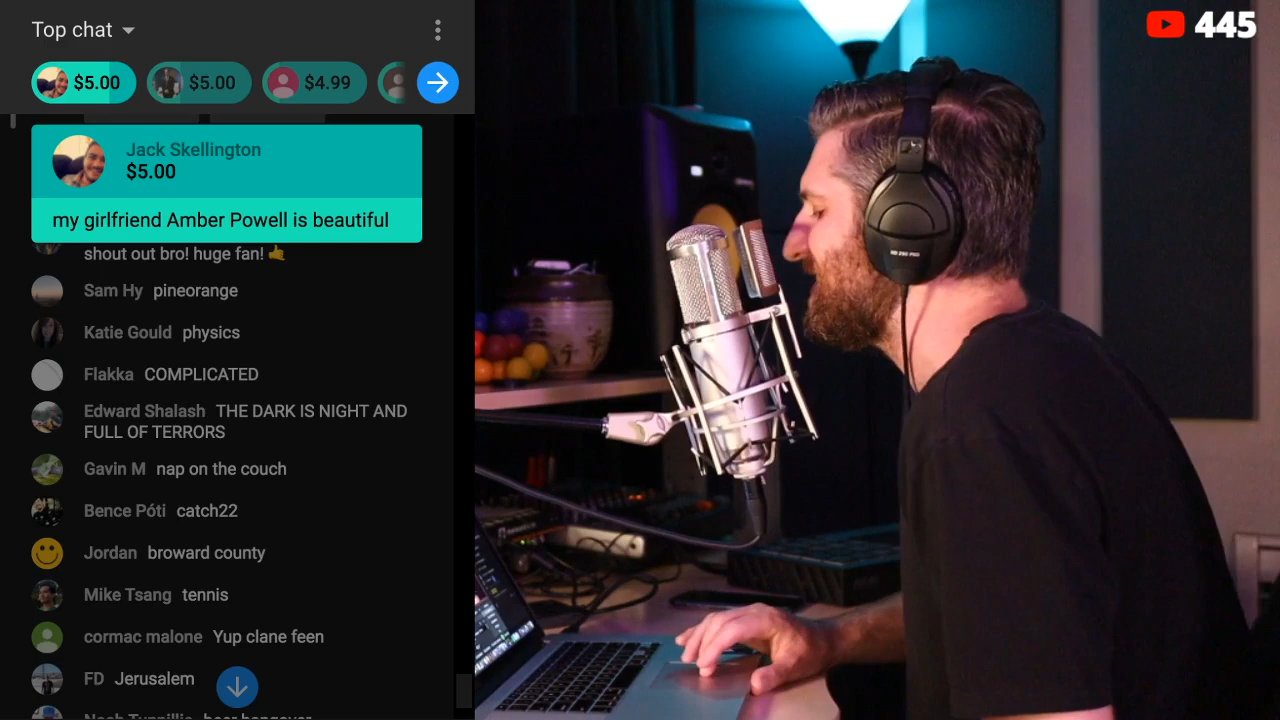 Top chat
445
$5.00
$5.00
$4.99
Jack Skellington
$5.00
my girlfriend Amber Powell is beautiful
shout out bro! huge fan! 🤙
Sam Hy pineorange
Katie Gould physics
Flakka COMPLICATED
Edward Shalash THE DARK IS NIGHT AND
FULL OF TERRORS
Gavin M nap on the couch
Bence Póti catch22
Jordan broward county
Mike Tsang tennis
cormac malone Yup clane feen
FD Jerusalem